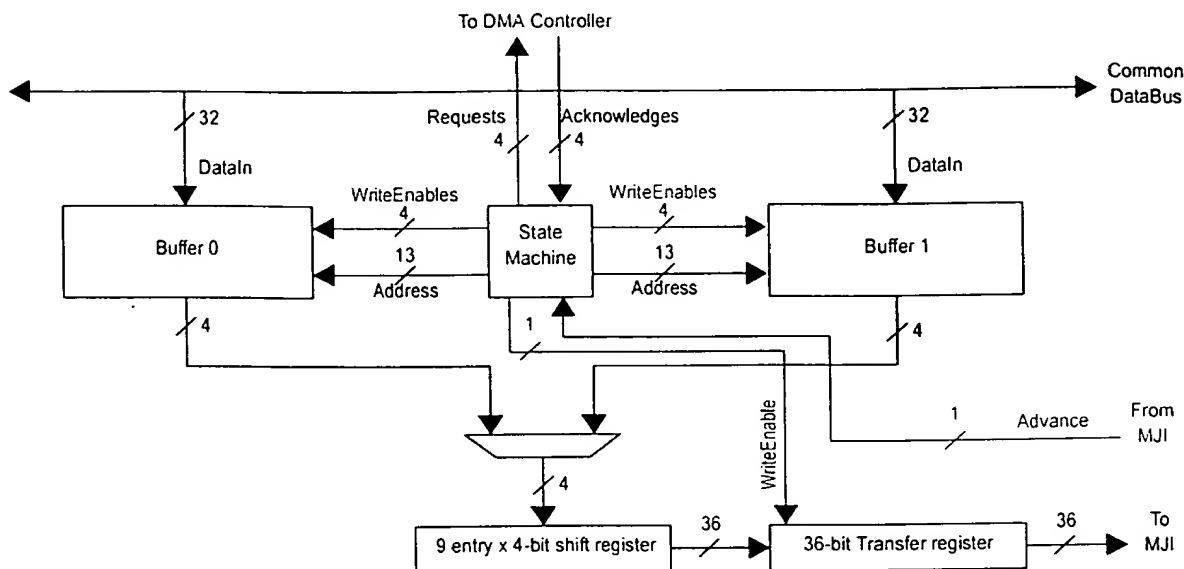 To DMA Controller
Common
DataBus
32
Requests
4
Acknowledges
4
32
DataIn
DataIn
WriteEnables
4
WriteEnables
4
Buffer 0
State
Machine
Buffer 1
13
Address
13
Address
4
1
4
WriteEnable
1
Advance
From
MJI
4
9 entry x 4-bit shift register
36
36-bit Transfer register
36
To
MJI